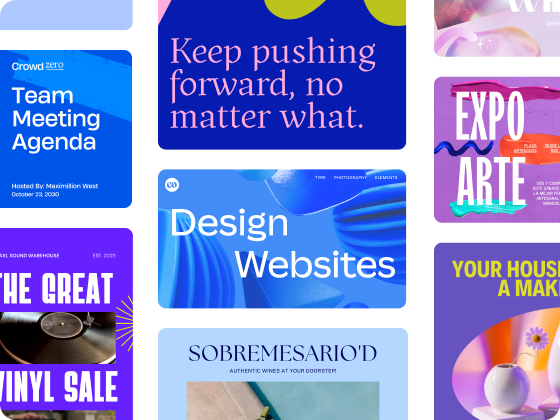 Crowd zero
Team
Meeting
Agenda
Hosted By: Maximillion West
October 23, 2030
SOUND WAREHOUSE
EST. 2025
THE GREAT
VINYL SALE
Keep pushing
forward, no
matter what.
TYPE PHOTOGRAPHY ELEMENTS
Design
Websites
SOBREMESARIO'D
AUTHENTIC WINES AT YOUR DOORSTEP!
EXPO
ARTE
YOUR HOUSE
A MAK